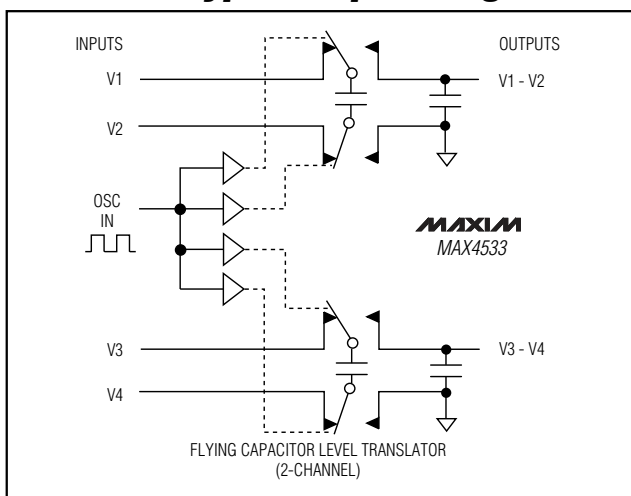 INPUTS
OUTPUTS
V1
V1 - V2
V2
OSC
IN
MAXIM
MAX4533
V3
V3 - V4
V4
FLYING CAPACITOR LEVEL TRANSLATOR
(2-CHANNEL)